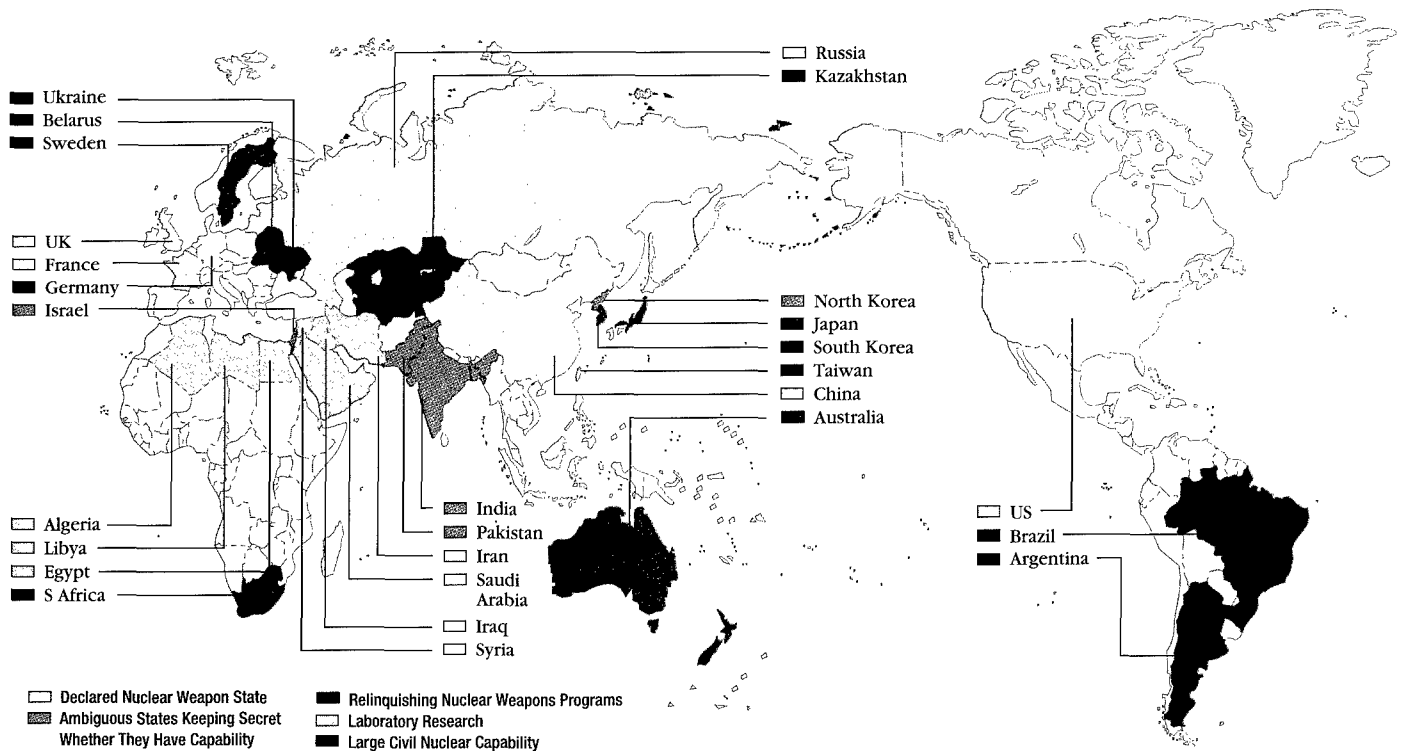 Russia
Kazakhstan
Ukraine
Belarus
Sweden
UK
France
Germany
Israel
North Korea
Japan
South Korea
Taiwan
China
Australia
Algeria
Libya
Egypt
S Africa
India
Pakistan
Iran
Saudi
Arabia
Iraq
Syria
US
Brazil
Argentina
Declared Nuclear Weapon State
Ambiguous States Keeping Secret
Whether They Have Capability
Relinquishing Nuclear Weapons Programs
Laboratory Research
Large Civil Nuclear Capability